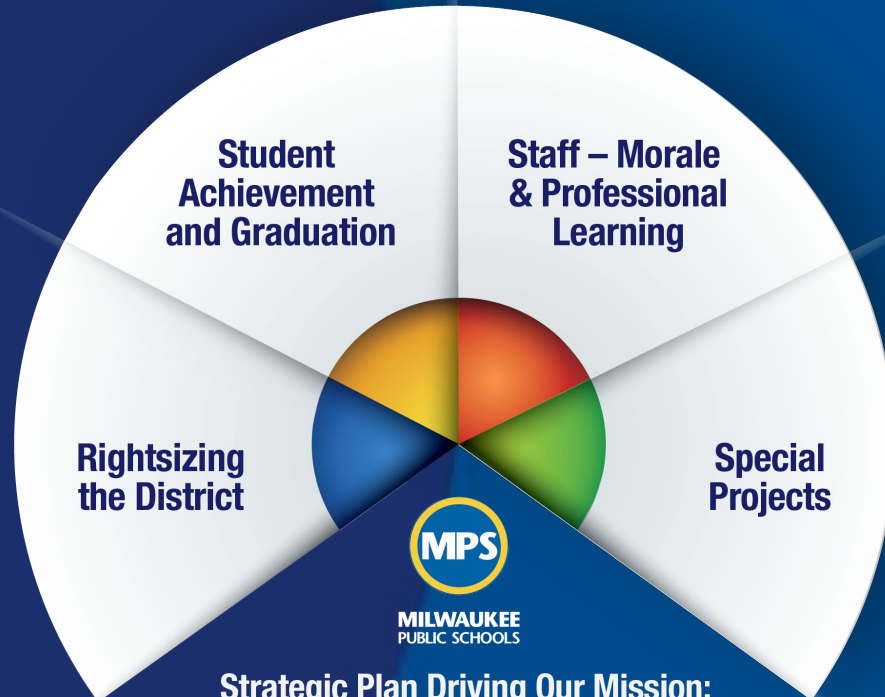 Student
Achievement
and Graduation
Staff – Morale
& Professional
Learning
Rightsizing
the District
Special
Projects
MPS
MILWAUKEE
PUBLIC SCHOOLS
Strategic Plan Driving Our Mission: